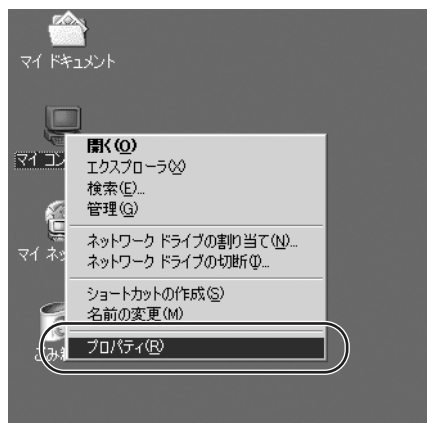 マイ ドキュメント
マイ コン
開く(O)
エクスプローラ(X)
検索(E)...
管理(G)
マイ ネ
ネットワーク ドライブの割り当て(N)...
ネットワーク ドライブの切断(I)...
ショートカットの作成(S)
名前の変更(M)
ごみ
プロパティ(R)